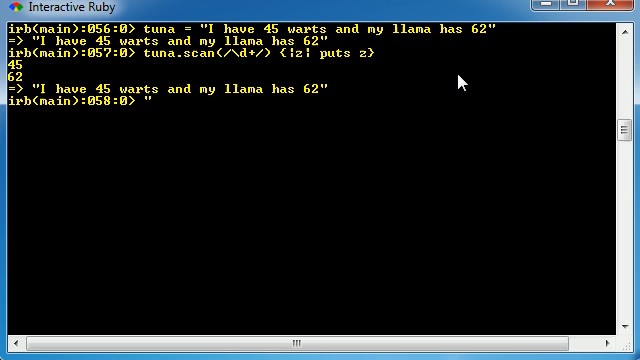 Interactive Ruby
irb(main):056:0> tuna = "I have 45 warts and my llama has 62"
=> "I have 45 warts and my llama has 62"
irb(main):057:0> tuna.scan(/\d+/) {|z| puts z}
45
62
=> "I have 45 warts and my llama has 62"
irb(main):058:0> "